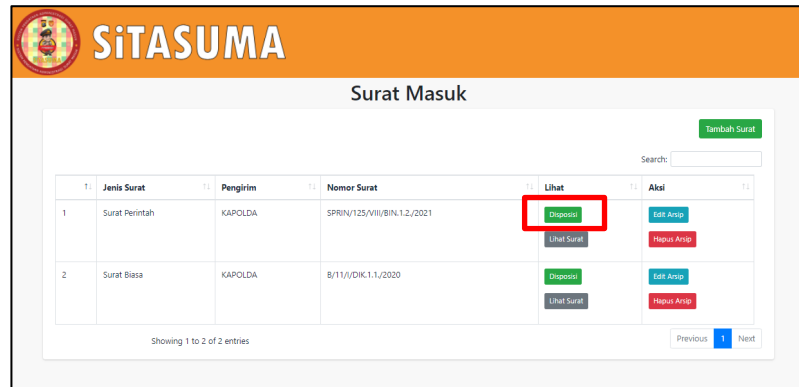 SiTASUMA
Surat Masuk
Tambah Surat
Search:
Jenis Surat Pengirim Nomor Surat Lihat Aksi
1 Surat Perintah KAPOLDA SPRIN/125/VIII/BIN.1.2./2021 Disposisi Edit Arsip
Lihat Surat Hapus Arsip
2 Surat Biasa KAPOLDA B/11/I/DIK.1.1./2020 Disposisi Edit Arsip
Lihat Surat Hapus Arsip
Showing 1 to 2 of 2 entries Previous 1 Next